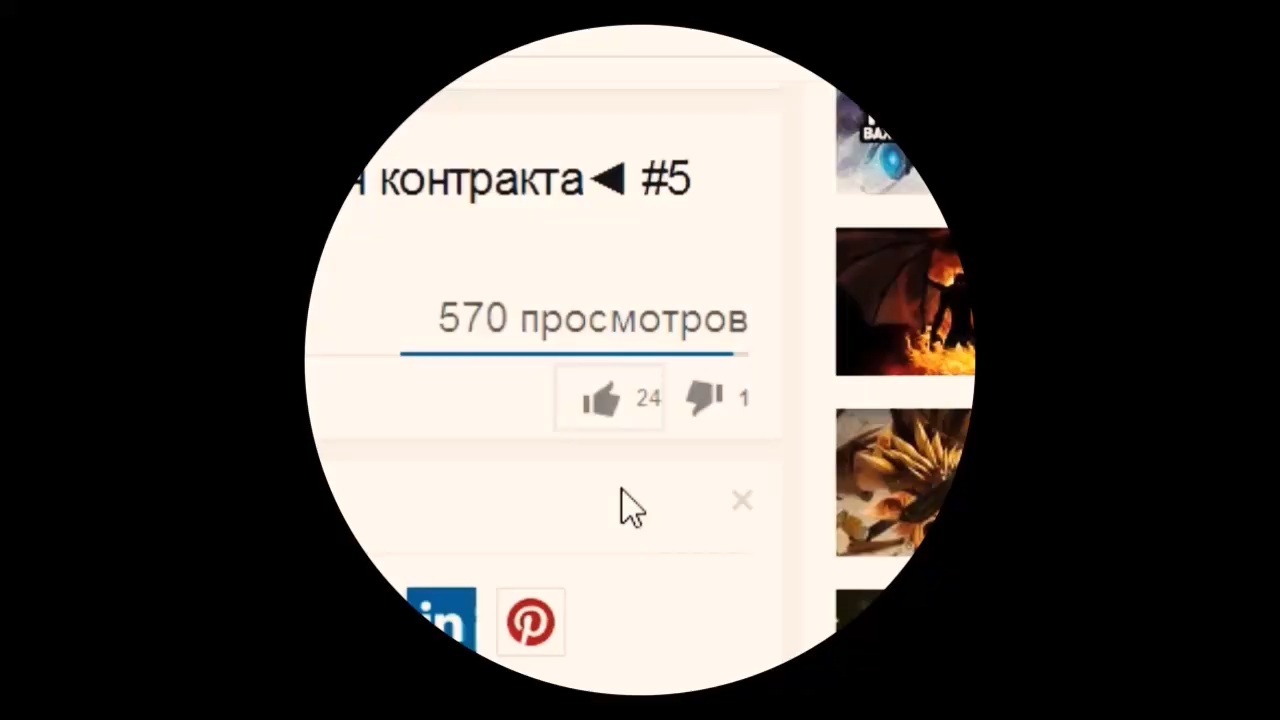 контракта◄ #5
570 просмотров
24 1
in